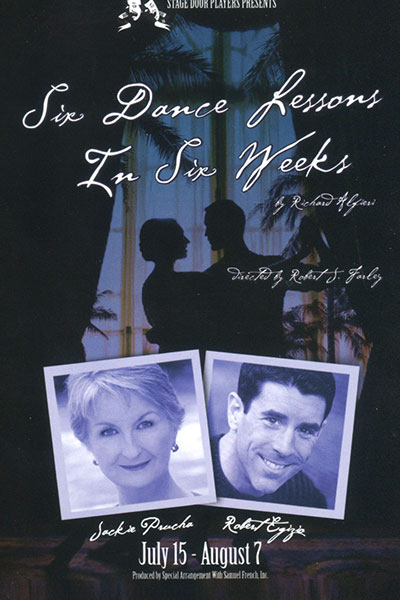 STAGE DOOR PLAYERS PRESENTS
Six Dance Lessons
In Six Weeks
by Richard Alfieri
directed by Robert J. Farley
Jackie Prucha Robert Egizio
July 15 - August 7
Produced by Special Arrangement With Samuel French, Inc.